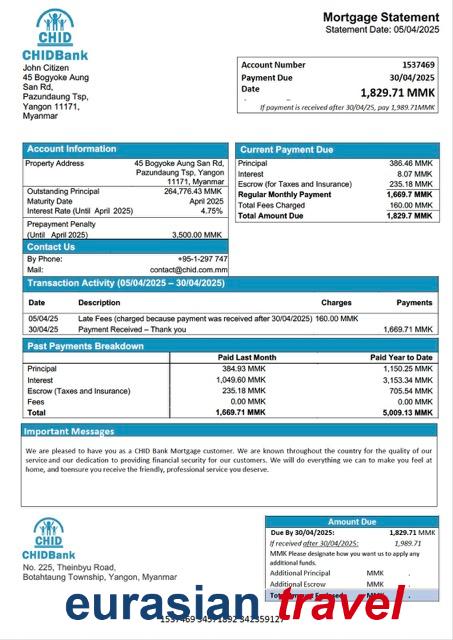 CHID
CHIDBank
John Citizen
45 Bogyoke Aung
San Rd,
Pazundaung Tsp,
Yangon 11171,
Myanmar
Mortgage Statement
Statement Date: 05/04/2025
Account Number 1537469
Payment Due 30/04/2025
Date
1,829.71 MMK
If payment is received after 30/04/25, pay 1,989.71MMK
Account Information
Property Address 45 Bogyoke Aung San Rd,
Pazundaung Tsp, Yangon
11171, Myanmar
Outstanding Principal 264,776.43 MMK
Maturity Date April 2025
Interest Rate (Until April 2025) 4.75%
Prepayment Penalty
(Until April 2025) 3,500.00 MMK
Current Payment Due
Principal 386.46 MMK
Interest 8.07 MMK
Escrow (for Taxes and Insurance) 235.18 MMK
Regular Monthly Payment 1,669.7 MMK
Total Fees Charged 160.00 MMK
Total Amount Due 1,829.7 MMK
Contact Us
By Phone: +95-1-297 747
Mail: contact@chid.com.mm
Transaction Activity (05/04/2025 – 30/04/2025)
Date Description Charges Payments
05/04/25 Late Fees (charged because payment was received after 30/04/2025) 160.00 MMK
30/04/25 Payment Received – Thank you 1,669.71 MMK
Past Payments Breakdown
Paid Last Month Paid Year to Date
Principal 384.93 MMK 1,150.25 MMK
Interest 1,049.60 MMK 3,153.34 MMK
Escrow (Taxes and Insurance) 235.18 MMK 705.54 MMK
Fees 0.00 MMK 0.00 MMK
Total 1,669.71 MMK 5,009.13 MMK
Important Messages
We are pleased to have you as a CHID Bank Mortgage customer. We are known throughout the country for the quality of our
service and our dedication to providing financial security for our customers. We will do everything we can to make you feel at
home, and toensure you receive the friendly, professional service you deserve.
CHID
CHIDBank
No. 225, Theinbyu Road,
Botahtaung Township, Yangon, Myanmar
Amount Due
Due By 30/04/2025: 1,829.71 MMK
If received after 30/04/2025: 1,989.71
MMK Please designate how you want us to apply any
additional funds.
Additional Principal MMK .
Additional Escrow MMK .
Total Amount Enclosed MMK .
eurasian travel
1537469 34571892 342359127